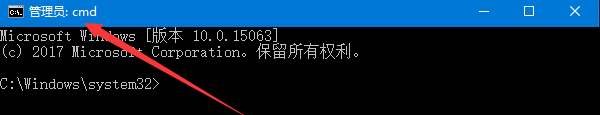 管理员: cmd
Microsoft Windows [版本 10.0.15063]
(c) 2017 Microsoft Corporation。保留所有权利。
C:\Windows\system32>